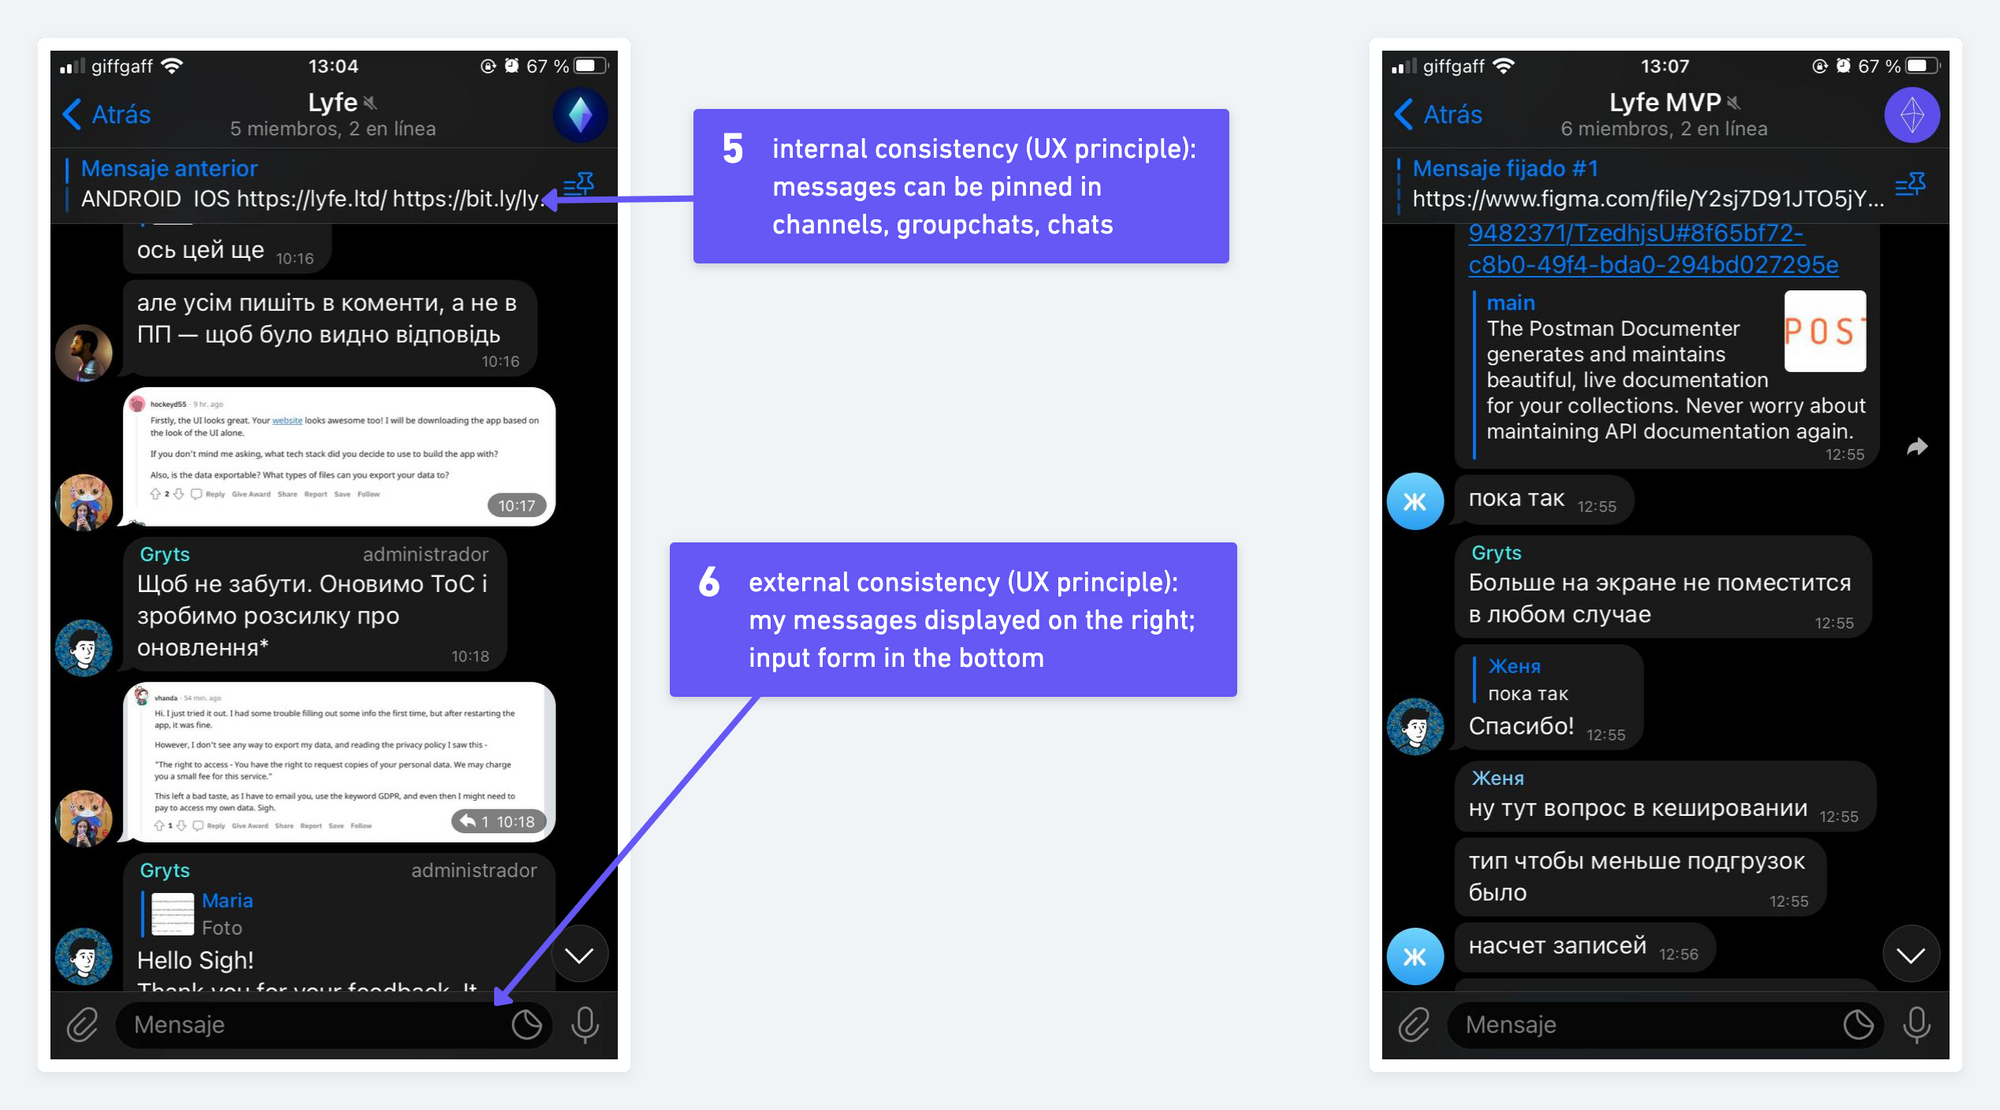 giffgaff
13:04
67 %
Atrás
Lyfe
5 miembros, 2 en línea
Mensaje anterior
ANDROID  IOS https://lyfe.ltd/ https://bit.ly/ly.
ось цей ще 10:16
але усім пишіть в коменти, а не в
ПП — щоб було видно відповідь
10:16
hockeyd55 · 9 hr. ago
Firstly, the UI looks great. Your website looks awesome too! I will be downloading the app based on
the look of the UI alone.
If you don't mind me asking, what tech stack did you decide to use to build the app with?
Also, is the data exportable? What types of files can you export your data to?
2 Reply Give Award Share Report Save Follow
10:17
Gryts administrador
Щоб не забути. Оновимо ToC і
зробимо розсилку про
оновлення*
10:18
vhanda · 54 min. ago
Hi. I just tried it out. I had some trouble filling out some info the first time, but after restarting the
app, it was fine.
However, I don't see any way to export my data, and reading the privacy policy I saw this -
"The right to access - You have the right to request copies of your personal data. We may charge
you a small fee for this service."
This left a bad taste, as I have to email you, use the keyword GDPR, and even then I might need to
pay to access my own data. Sigh.
1 Reply Give Award Share Report Save Follow
1 10:18
Gryts administrador
Maria
Foto
Hello Sigh!
Thank you for your feedback. It
Mensaje
5 internal consistency (UX principle):
messages can be pinned in
channels, groupchats, chats
6 external consistency (UX principle):
my messages displayed on the right;
input form in the bottom
giffgaff
13:07
67 %
Atrás
Lyfe MVP
6 miembros, 2 en línea
Mensaje fijado #1
https://www.figma.com/file/Y2sj7D91JTO5jY...
9482371/TzedhjsU#8f65bf72-
c8b0-49f4-bda0-294bd027295e
main
The Postman Documenter
generates and maintains
beautiful, live documentation
for your collections. Never worry about
maintaining API documentation again.
POST
12:55
Ж
пока так 12:55
Gryts
Больше на экране не поместится
в любом случае
12:55
Женя
пока так
Спасибо! 12:55
Женя
ну тут вопрос в кешировании 12:55
тип чтобы меньше подгрузок
было
12:55
Ж
насчет записей 12:56
Mensaje